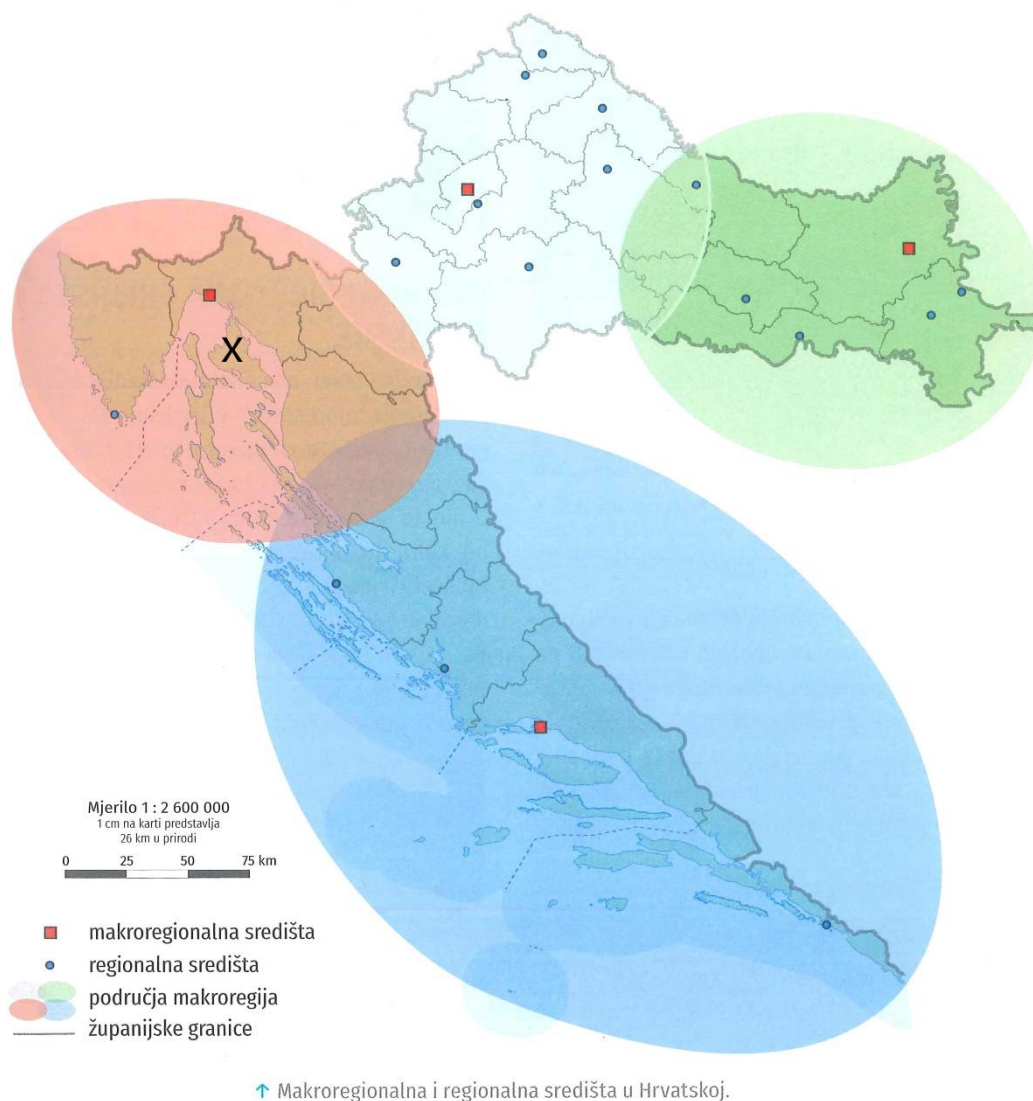 X
Mjerilo 1 : 2 600 000
1 cm na karti predstavlja
26 km u prirodi
0 25 50 75 km
makroregionalna središta
regionalna središta
područja makroregija
županijske granice
↑ Makroregionalna i regionalna središta u Hrvatskoj.